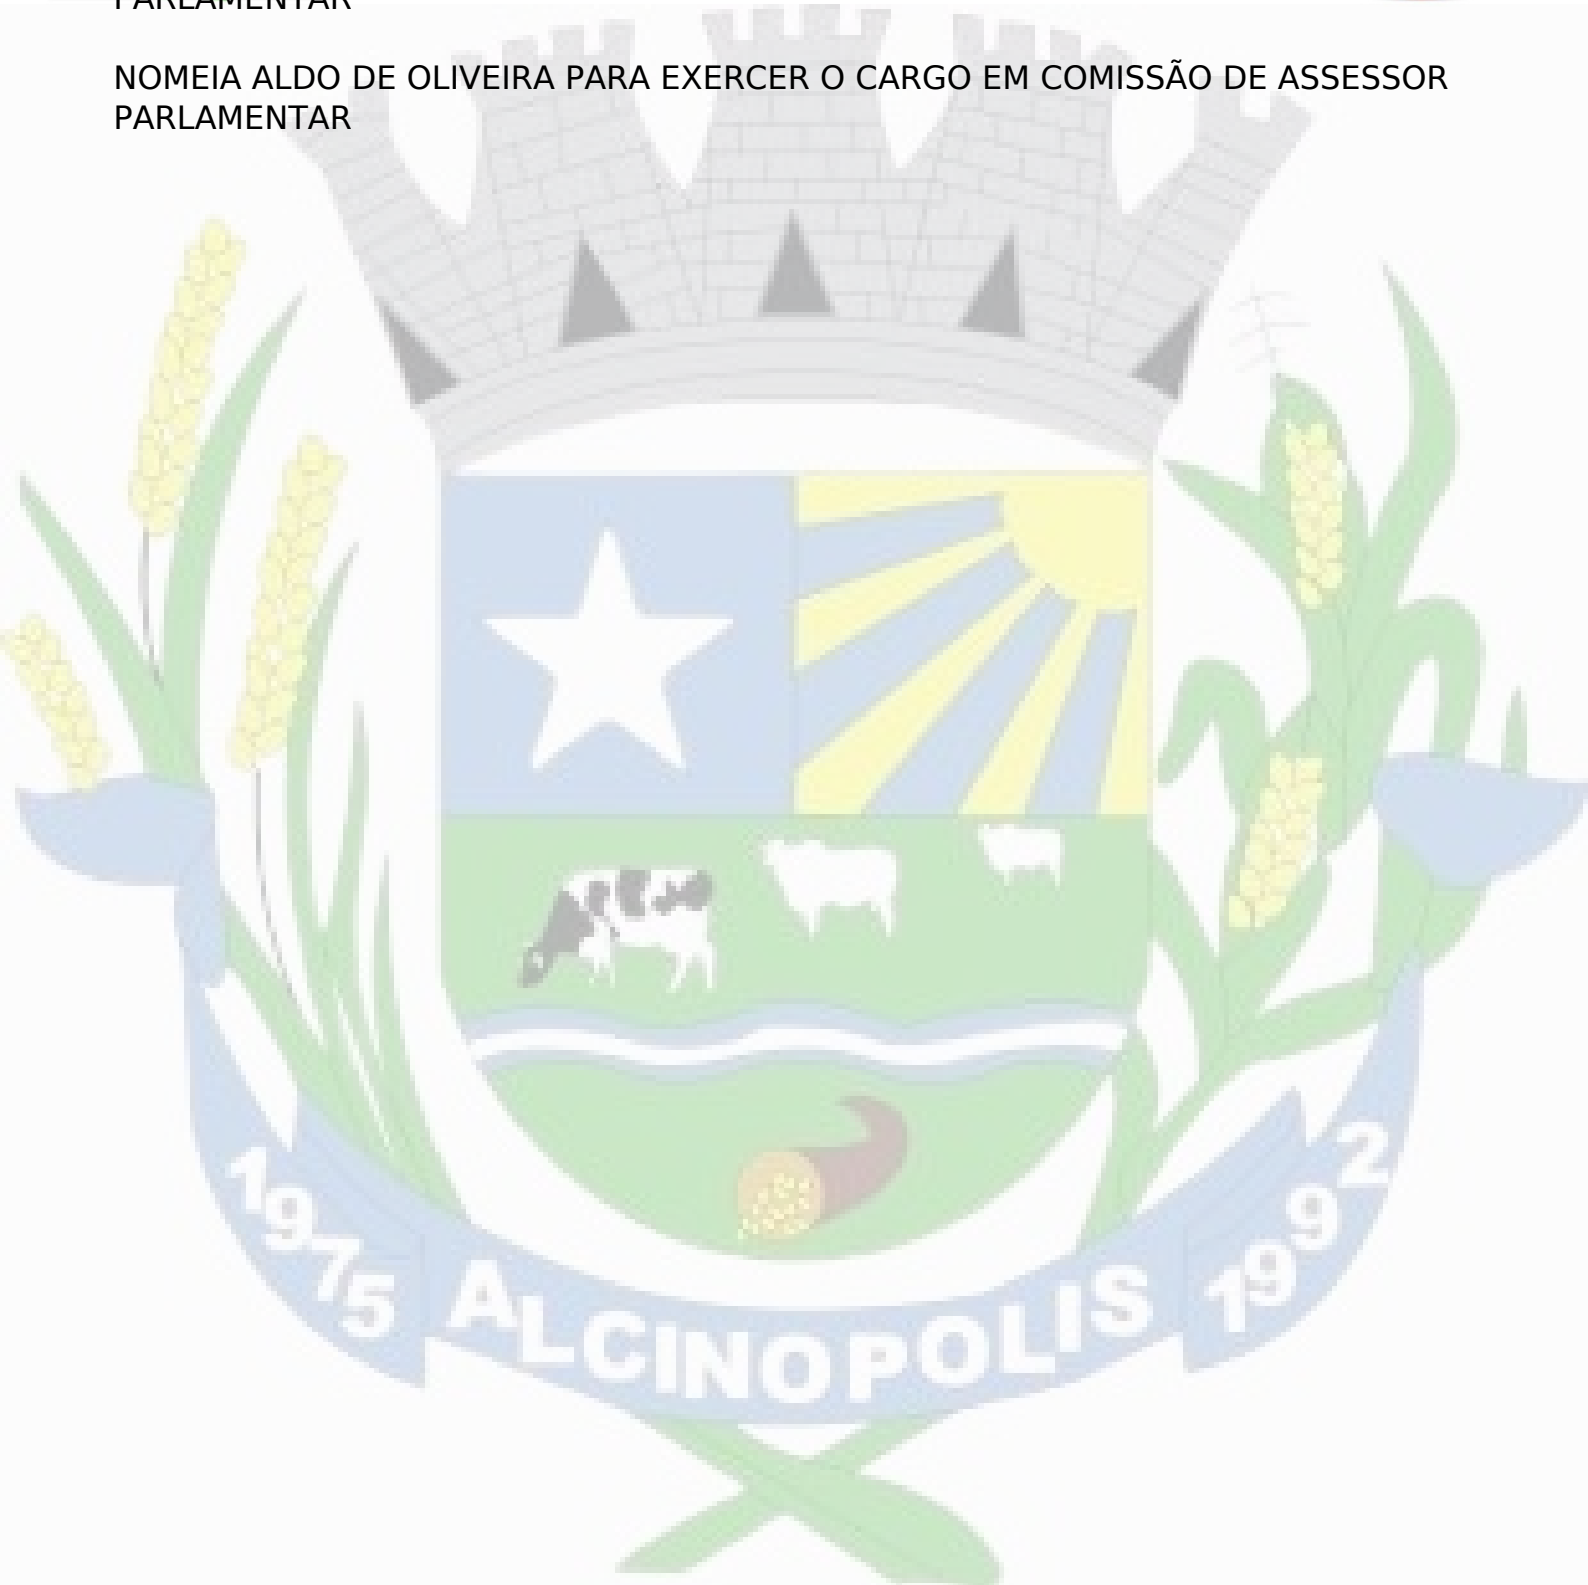 PARLAMENTAR
NOMEIA ALDO DE OLIVEIRA PARA EXERCER O CARGO EM COMISSÃO DE ASSESSOR
PARLAMENTAR
1975
ALCINOPOLIS
1992